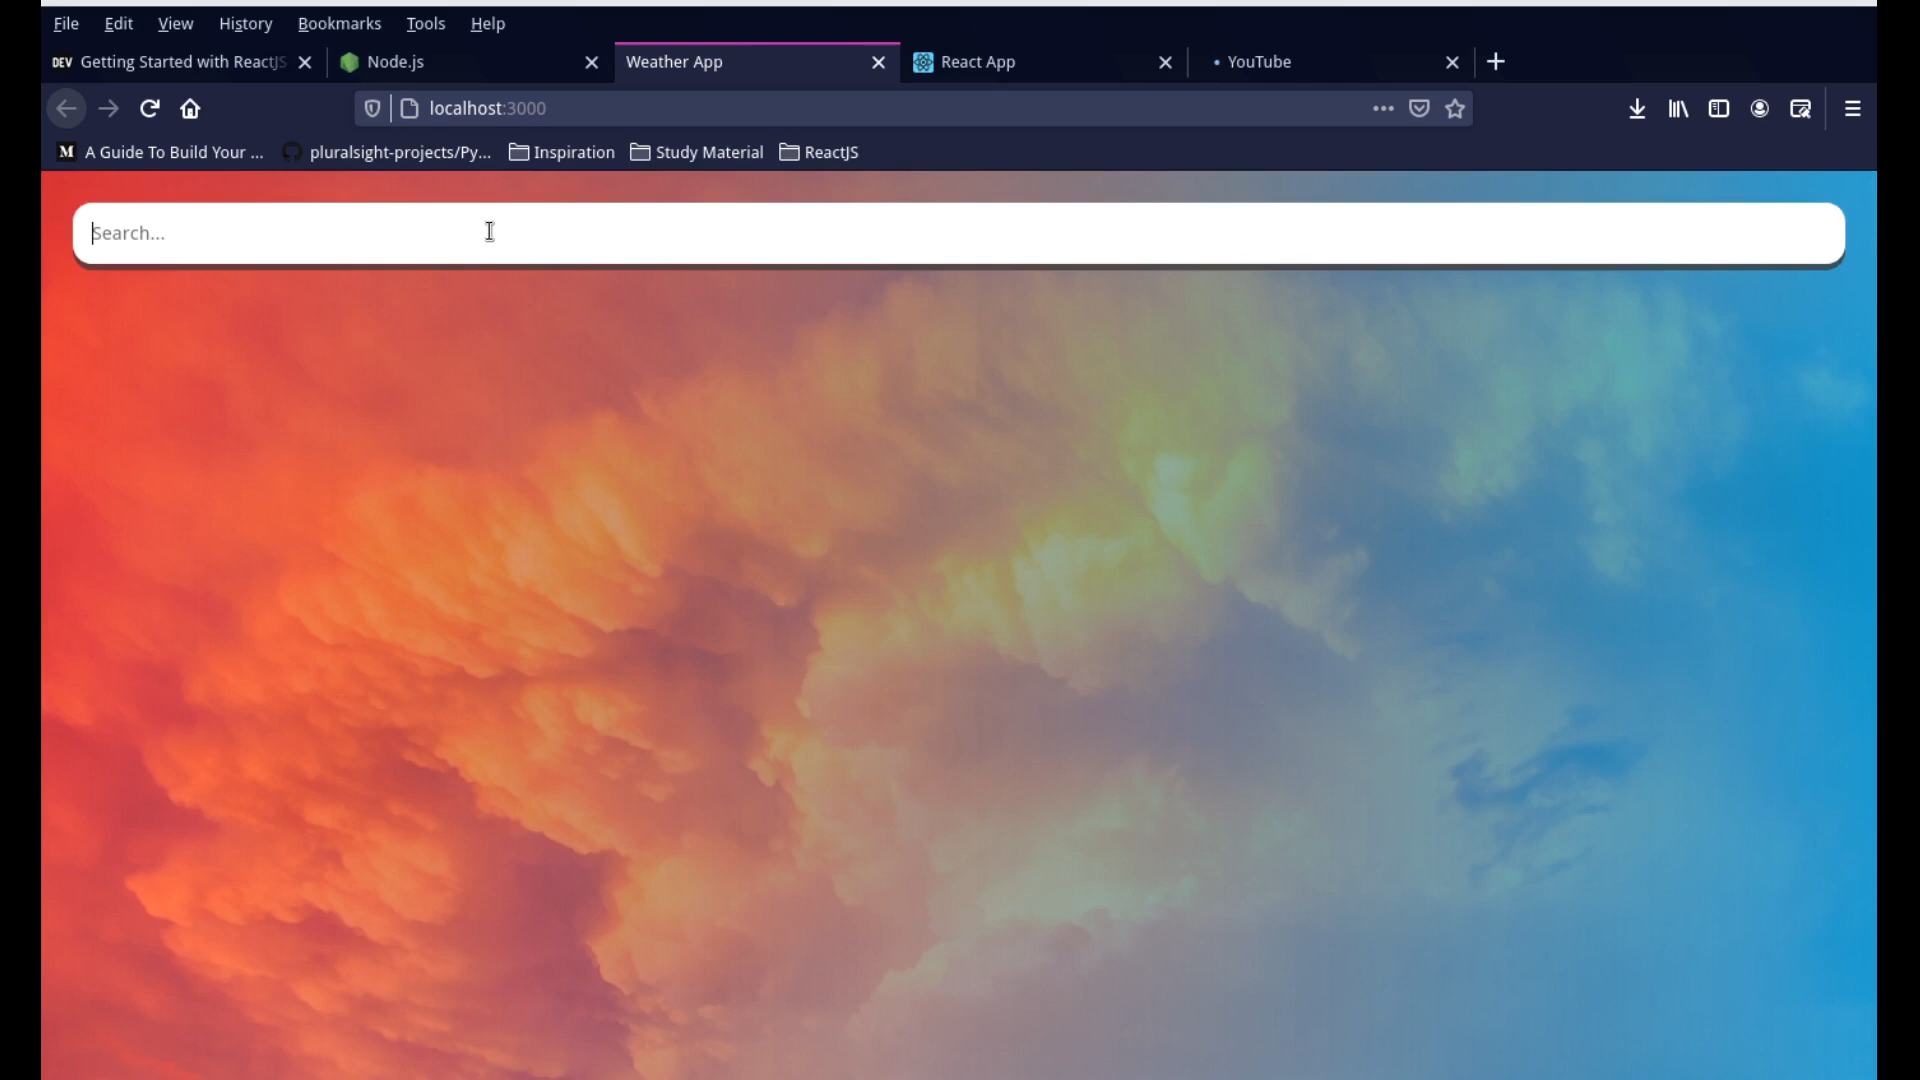 File Edit View History Bookmarks Tools Help
DEV Getting Started with ReactJS Node.js Weather App React App YouTube
localhost:3000
M A Guide To Build Your ... pluralsight-projects/Py... Inspiration Study Material ReactJS
Search...